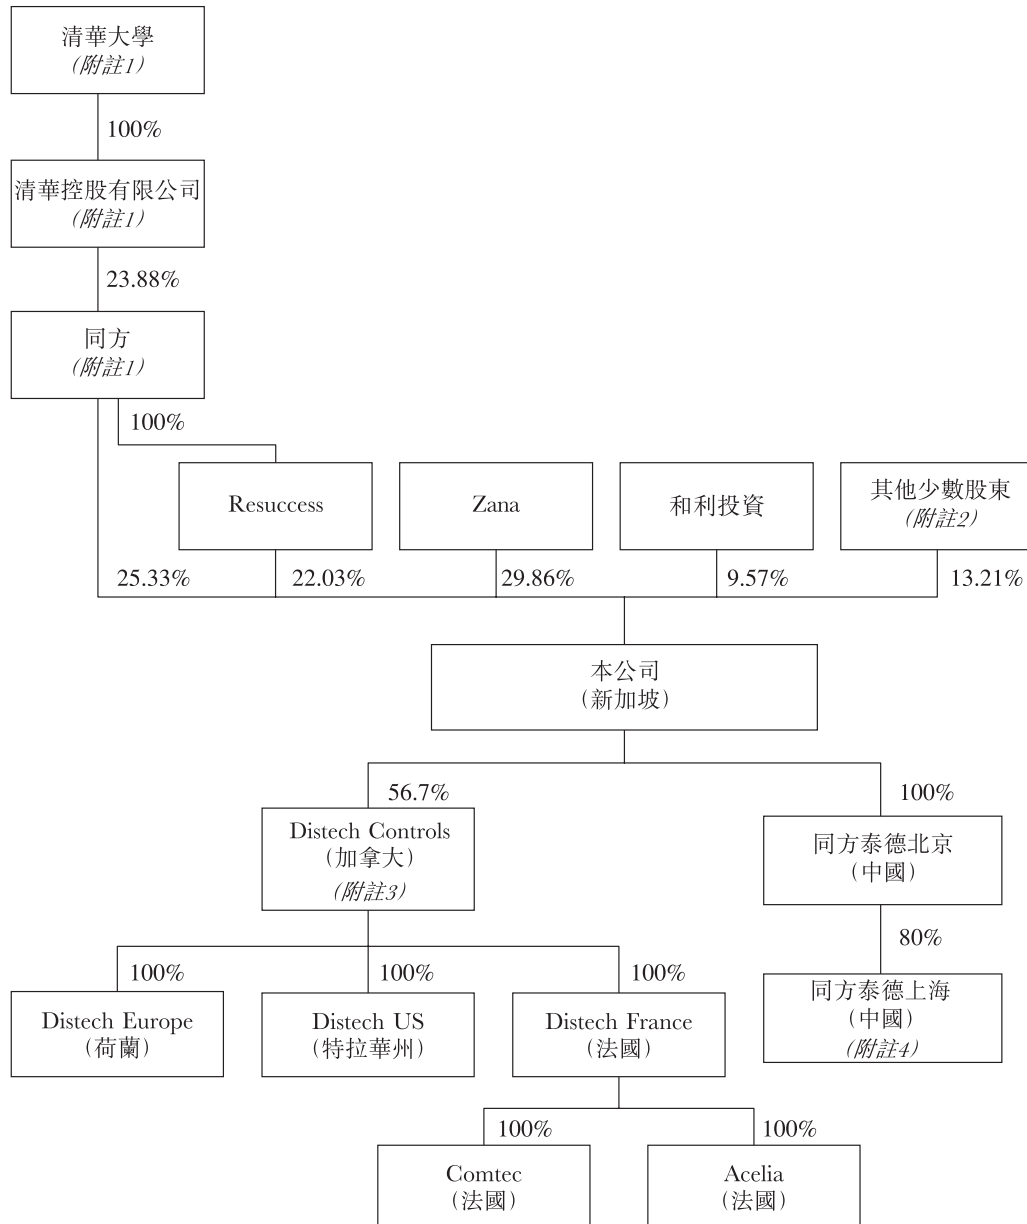 清華大學
(附註1)
100%
清華控股有限公司
(附註1)
23.88%
同方
(附註1)
100%
Resuccess
Zana
和利投資
其他少數股東
(附註2)
25.33%
22.03%
29.86%
9.57%
13.21%
本公司
(新加坡)
56.7%
100%
Distech Controls
(加拿大)
(附註3)
同方泰德北京
(中國)
100%
100%
100%
80%
Distech Europe
(荷蘭)
Distech US
(特拉華州)
Distech France
(法國)
同方泰德上海
(中國)
(附註4)
100%
100%
Comtec
(法國)
Acelia
(法國)